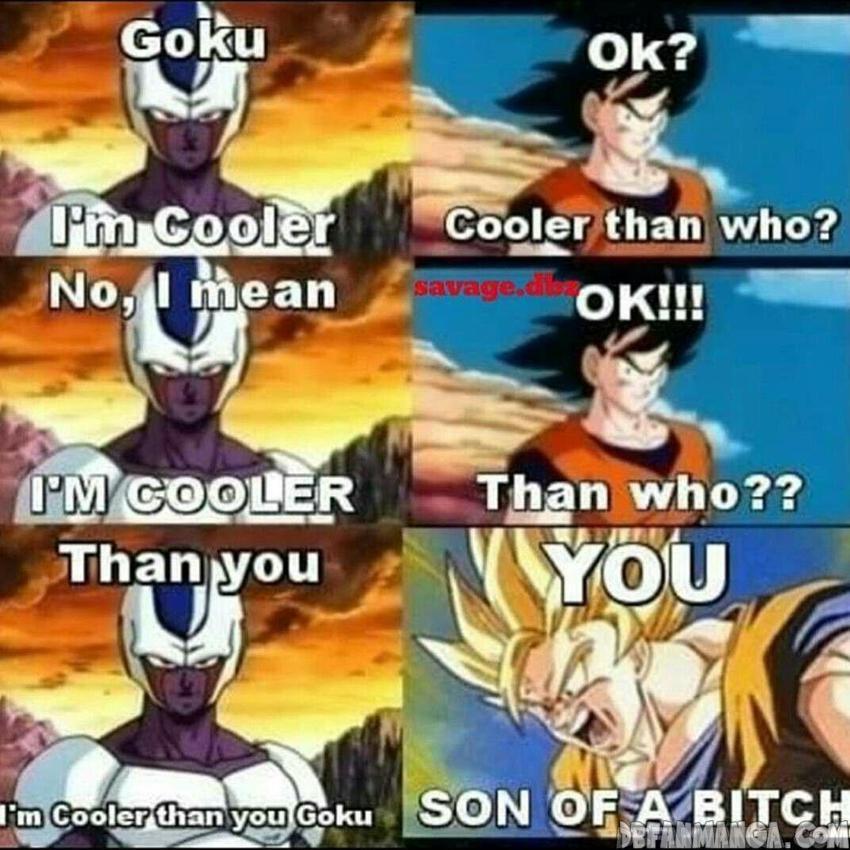 Goku
I'm Cooler
Ok?
Cooler than who?
No, I mean
I'M COOLER
savage.dbz
OK!!!
Than who??
Than you
I'm Cooler than you Goku
YOU
SON OF A BITCH
DBFANMANGA.COM